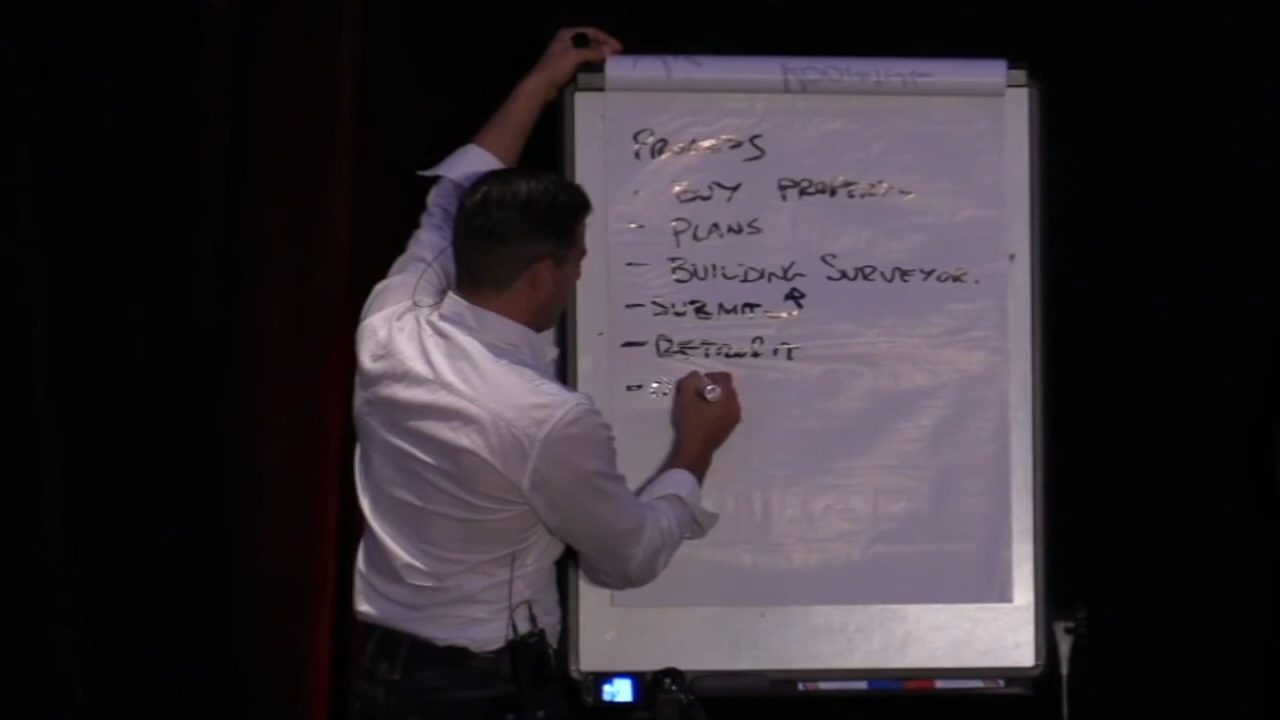 PROCESS
- BUY PROPERTY
- PLANS
- BUILDING SURVEYOR.
- SUBMIT
- RETROFIT
-